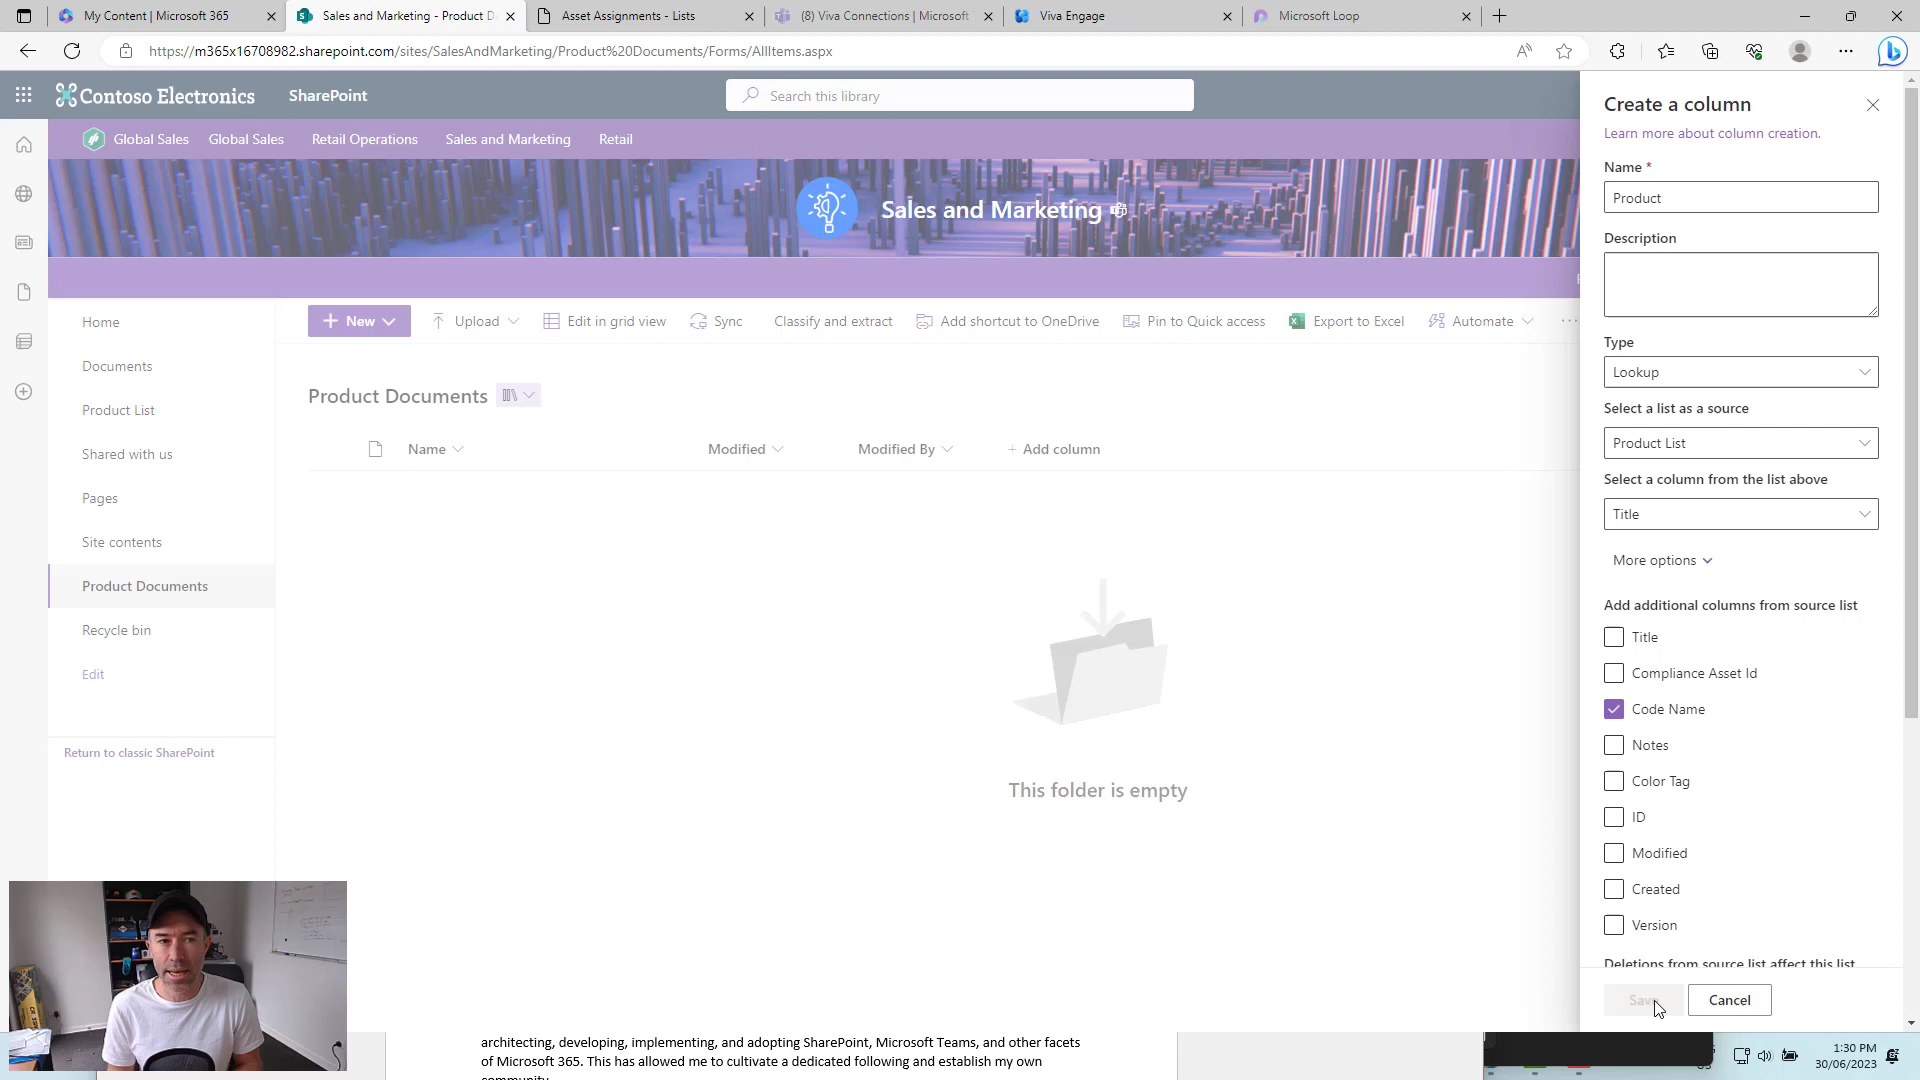 My Content | Microsoft 365
Sales and Marketing - Product D
Asset Assignments - Lists
(8) Viva Connections | Microsoft
Viva Engage
Microsoft Loop
https://m365x16708982.sharepoint.com/sites/SalesAndMarketing/Product%20Documents/Forms/AllItems.aspx
Contoso Electronics
SharePoint
Search this library
Global Sales
Global Sales
Retail Operations
Sales and Marketing
Retail
Sales and Marketing
Home
Documents
Product List
Shared with us
Pages
Site contents
Product Documents
Recycle bin
Edit
Return to classic SharePoint
New
Upload
Edit in grid view
Sync
Classify and extract
Add shortcut to OneDrive
Pin to Quick access
Export to Excel
Automate
Product Documents
Name
Modified
Modified By
+ Add column
This folder is empty
Create a column
Learn more about column creation.
Name *
Product
Description
Type
Lookup
Select a list as a source
Product List
Select a column from the list above
Title
More options
Add additional columns from source list
Title
Compliance Asset Id
Code Name
Notes
Color Tag
ID
Modified
Created
Version
Deletions from source list affect this list
Save
Cancel
architecting, developing, implementing, and adopting SharePoint, Microsoft Teams, and other facets
of Microsoft 365. This has allowed me to cultivate a dedicated following and establish my own
community.
1:30 PM
30/06/2023